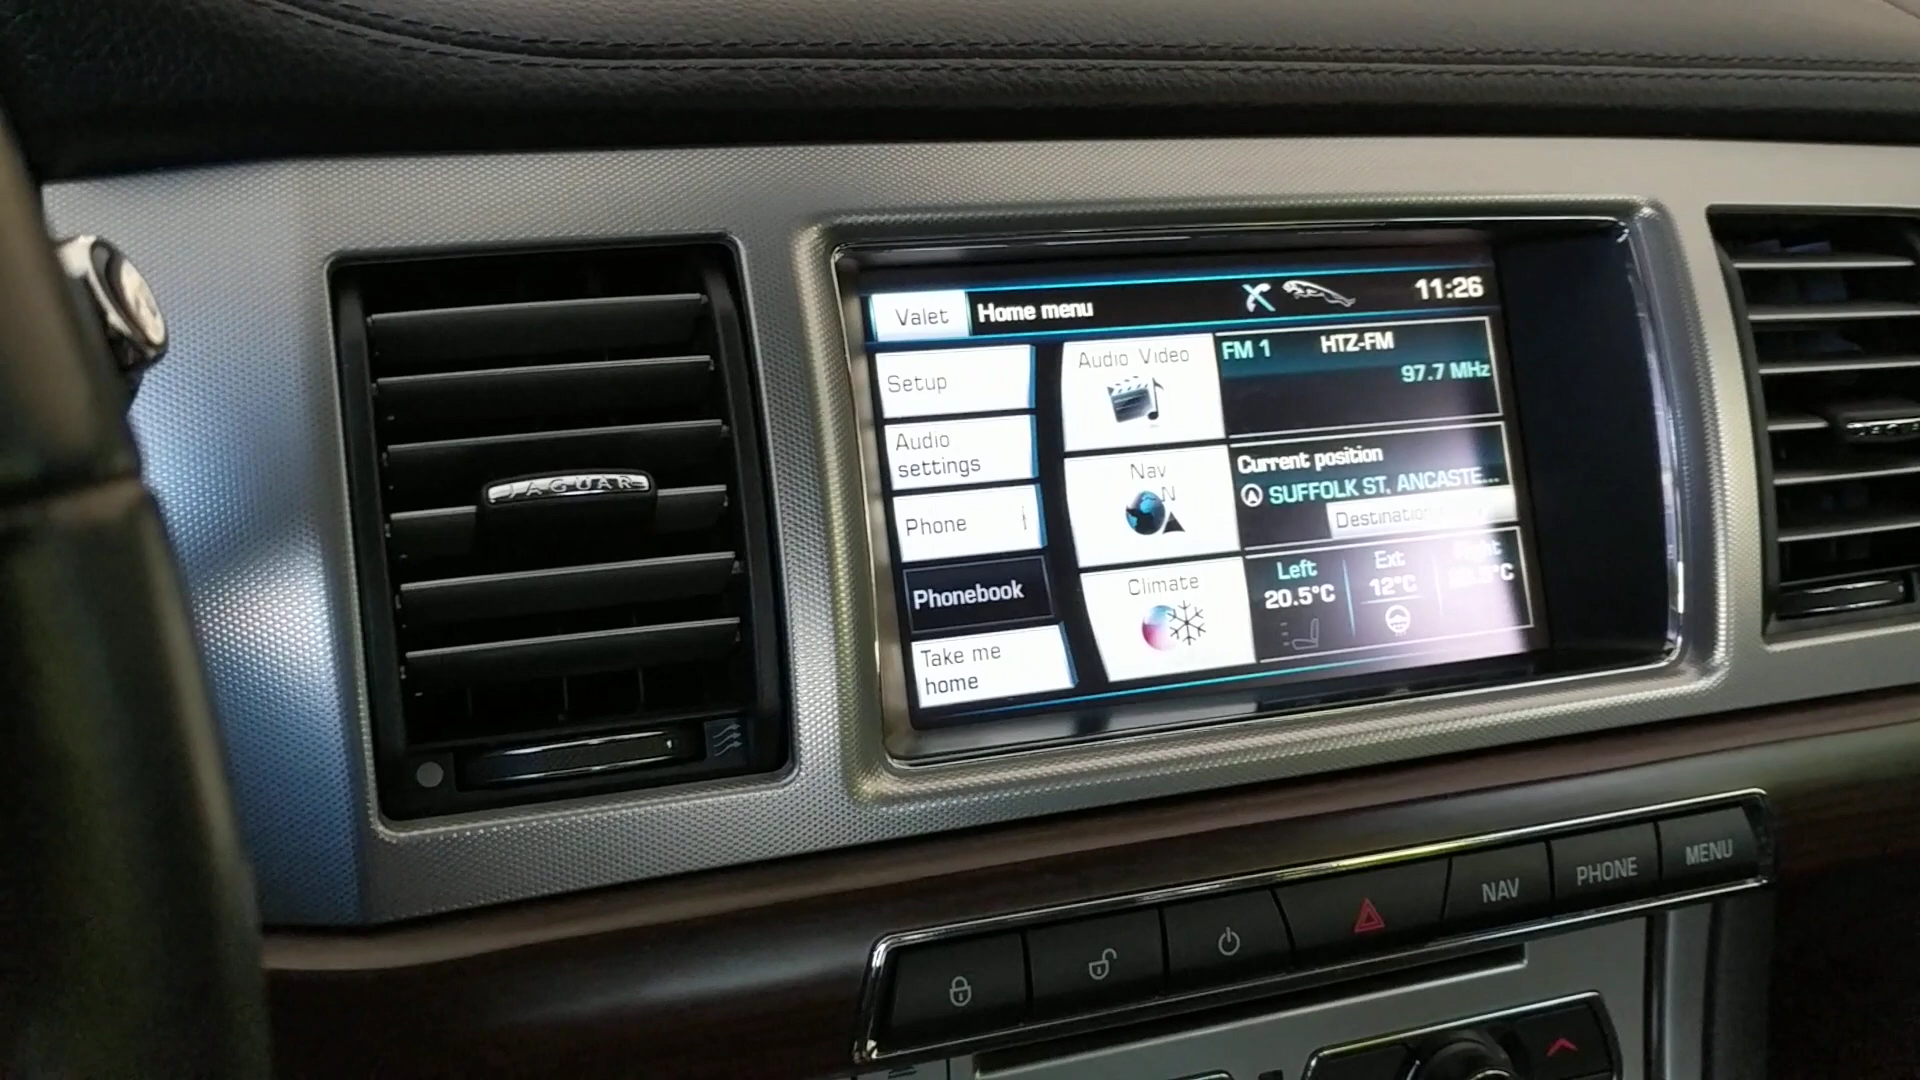 Valet
Home menu
11:26
Setup
Audio
settings
Phone
Phonebook
Take me
home
Audio Video
FM 1 HTZ-FM
97.7 MHz
Nav
N
Current position
SUFFOLK ST, ANCASTE...
Destination
Climate
Left
20.5°C
Ext
12°C
JAGUAR
NAV
PHONE
MENU